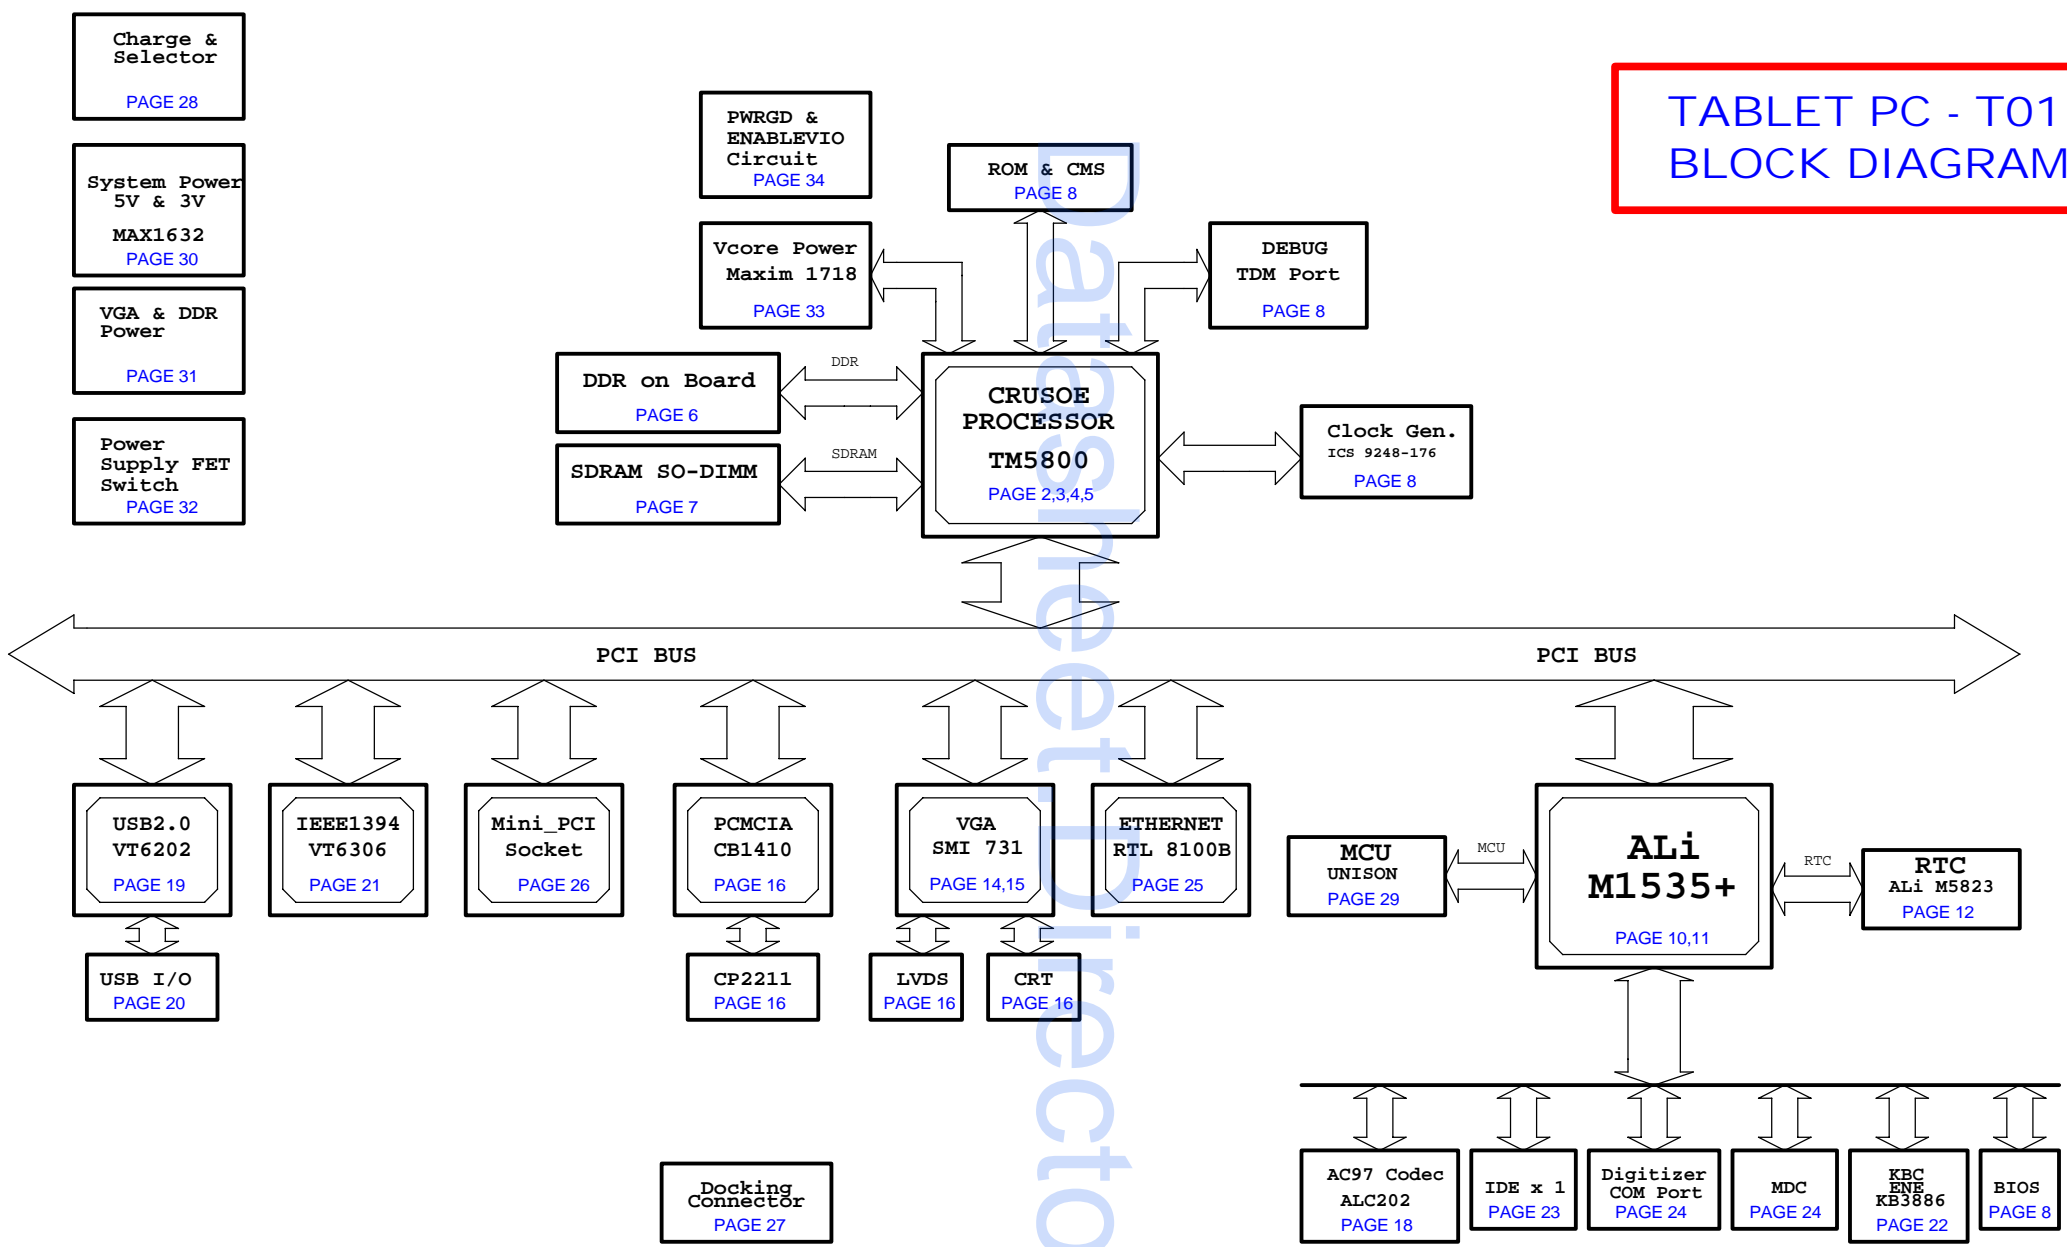 Charge &
Selector
PAGE 28
TABLET PC - T01
BLOCK DIAGRAM
PWRGD &
ENABLEVIO
Circuit
PAGE 34
ROM & CMS
PAGE 8
System Power
5V & 3V
MAX1632
PAGE 30
Vcore Power
Maxim 1718
PAGE 33
DEBUG
TDM Port
PAGE 8
VGA & DDR
Power
PAGE 31
DDR on Board
PAGE 6
DDR
CRUSOE
PROCESSOR
TM5800
PAGE 2,3,4,5
Clock Gen.
ICS 9248-176
PAGE 8
Power
Supply FET
Switch
PAGE 32
SDRAM SO-DIMM
PAGE 7
SDRAM
PCI BUS
PCI BUS
USB2.0
VT6202
PAGE 19
IEEE1394
VT6306
PAGE 21
Mini_PCI
Socket
PAGE 26
PCMCIA
CB1410
PAGE 16
VGA
SMI 731
PAGE 14,15
ETHERNET
RTL 8100B
PAGE 25
MCU
UNISON
PAGE 29
MCU
ALi
M1535+
PAGE 10,11
RTC
RTC
ALi M5823
PAGE 12
USB I/O
PAGE 20
CP2211
PAGE 16
LVDS
PAGE 16
CRT
PAGE 16
Docking
Connector
PAGE 27
AC97 Codec
ALC202
PAGE 18
IDE x 1
PAGE 23
Digitizer
COM Port
PAGE 24
MDC
PAGE 24
KBC
ENE
KB3886
PAGE 22
BIOS
PAGE 8
Datasheet.Directo